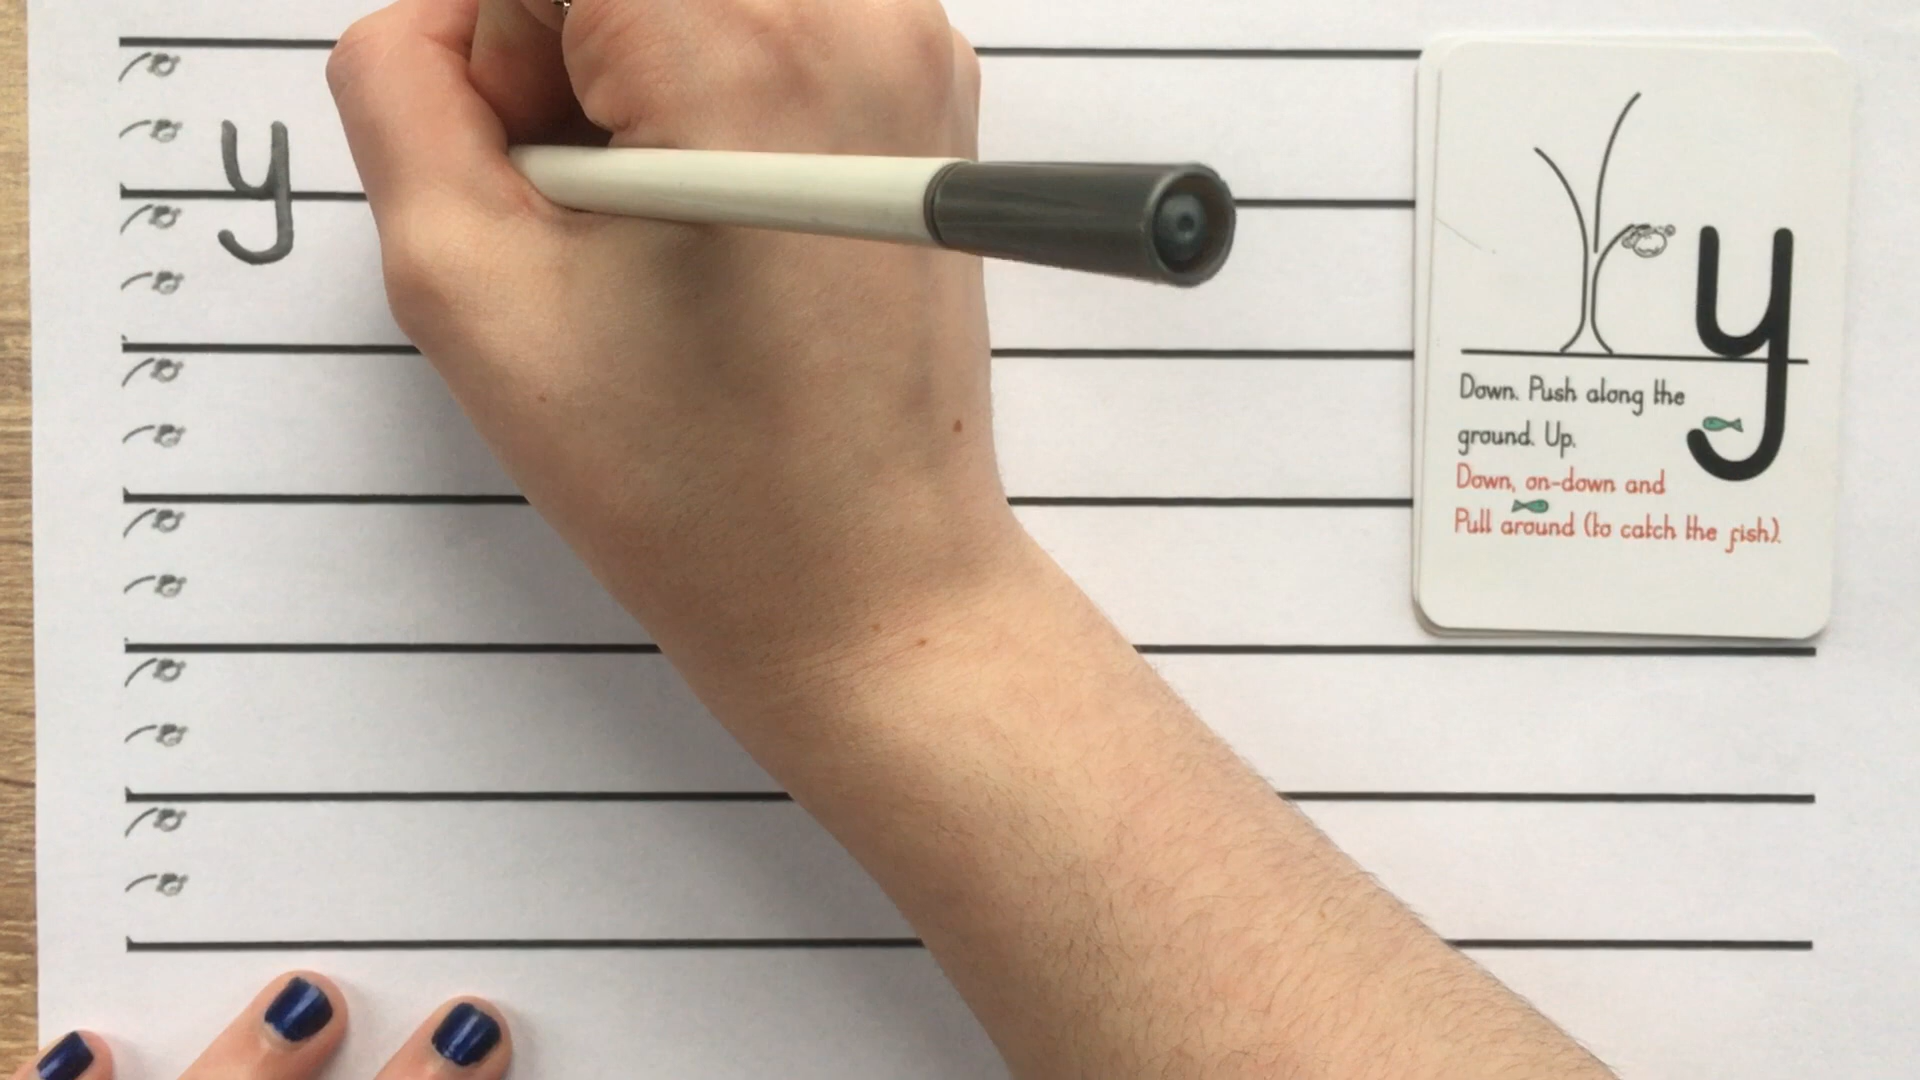 y
y
Down. Push along the
ground. Up.
Down, on-down and
Pull around (to catch the fish).